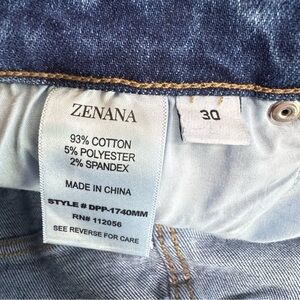 ZENANA
93% COTTON
5% POLYESTER
2% SPANDEX
MADE IN CHINA
STYLE # DPP-1740MM
RN# 112056
SEE REVERSE FOR CARE
30